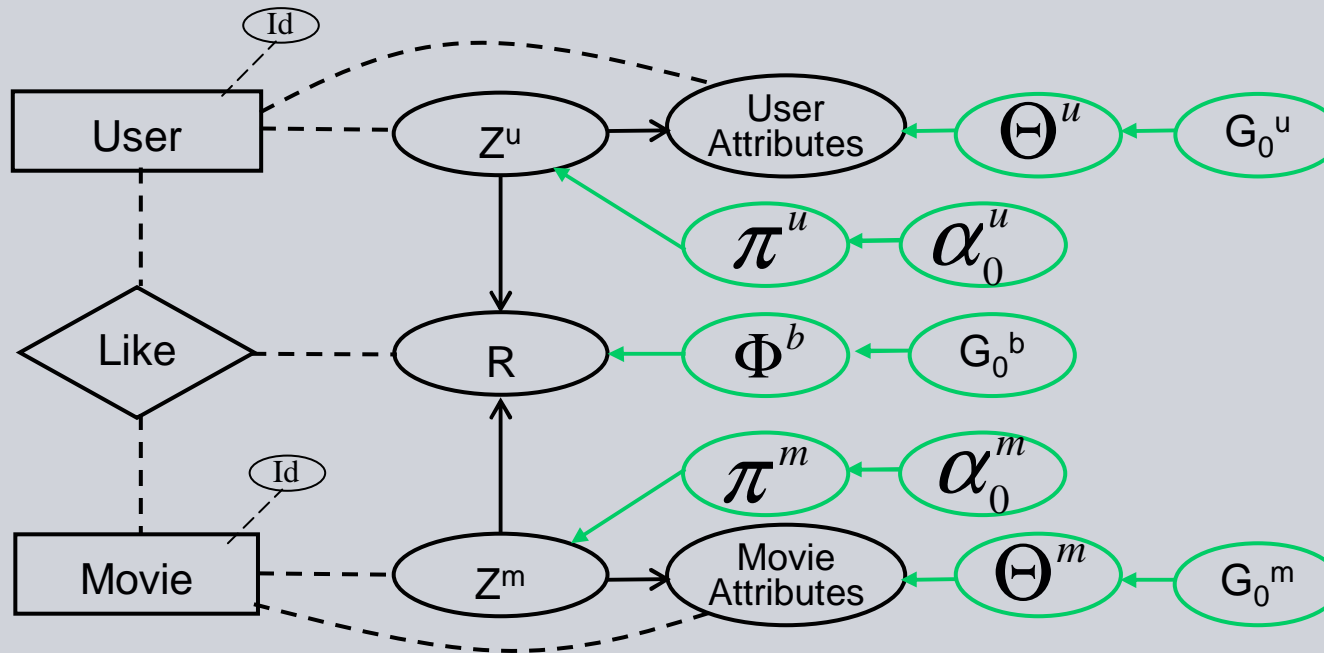 Id
User
Z^u
User
Attributes
Θ^u
G_0^u
π^u
α_0^u
Like
R
Φ^b
G_0^b
Id
π^m
α_0^m
Movie
Z^m
Movie
Attributes
Θ^m
G_0^m